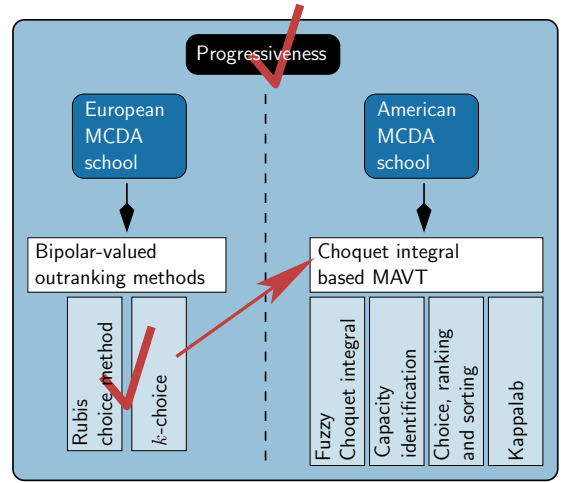 Progressiveness
European
MCDA
school
American
MCDA
school
Bipolar-valued
outranking methods
Choquet integral
based MAVT
Rubis
choice method
k-choice
Fuzzy
Choquet integral
Capacity
identification
Choice, ranking
and sorting
Kappalab